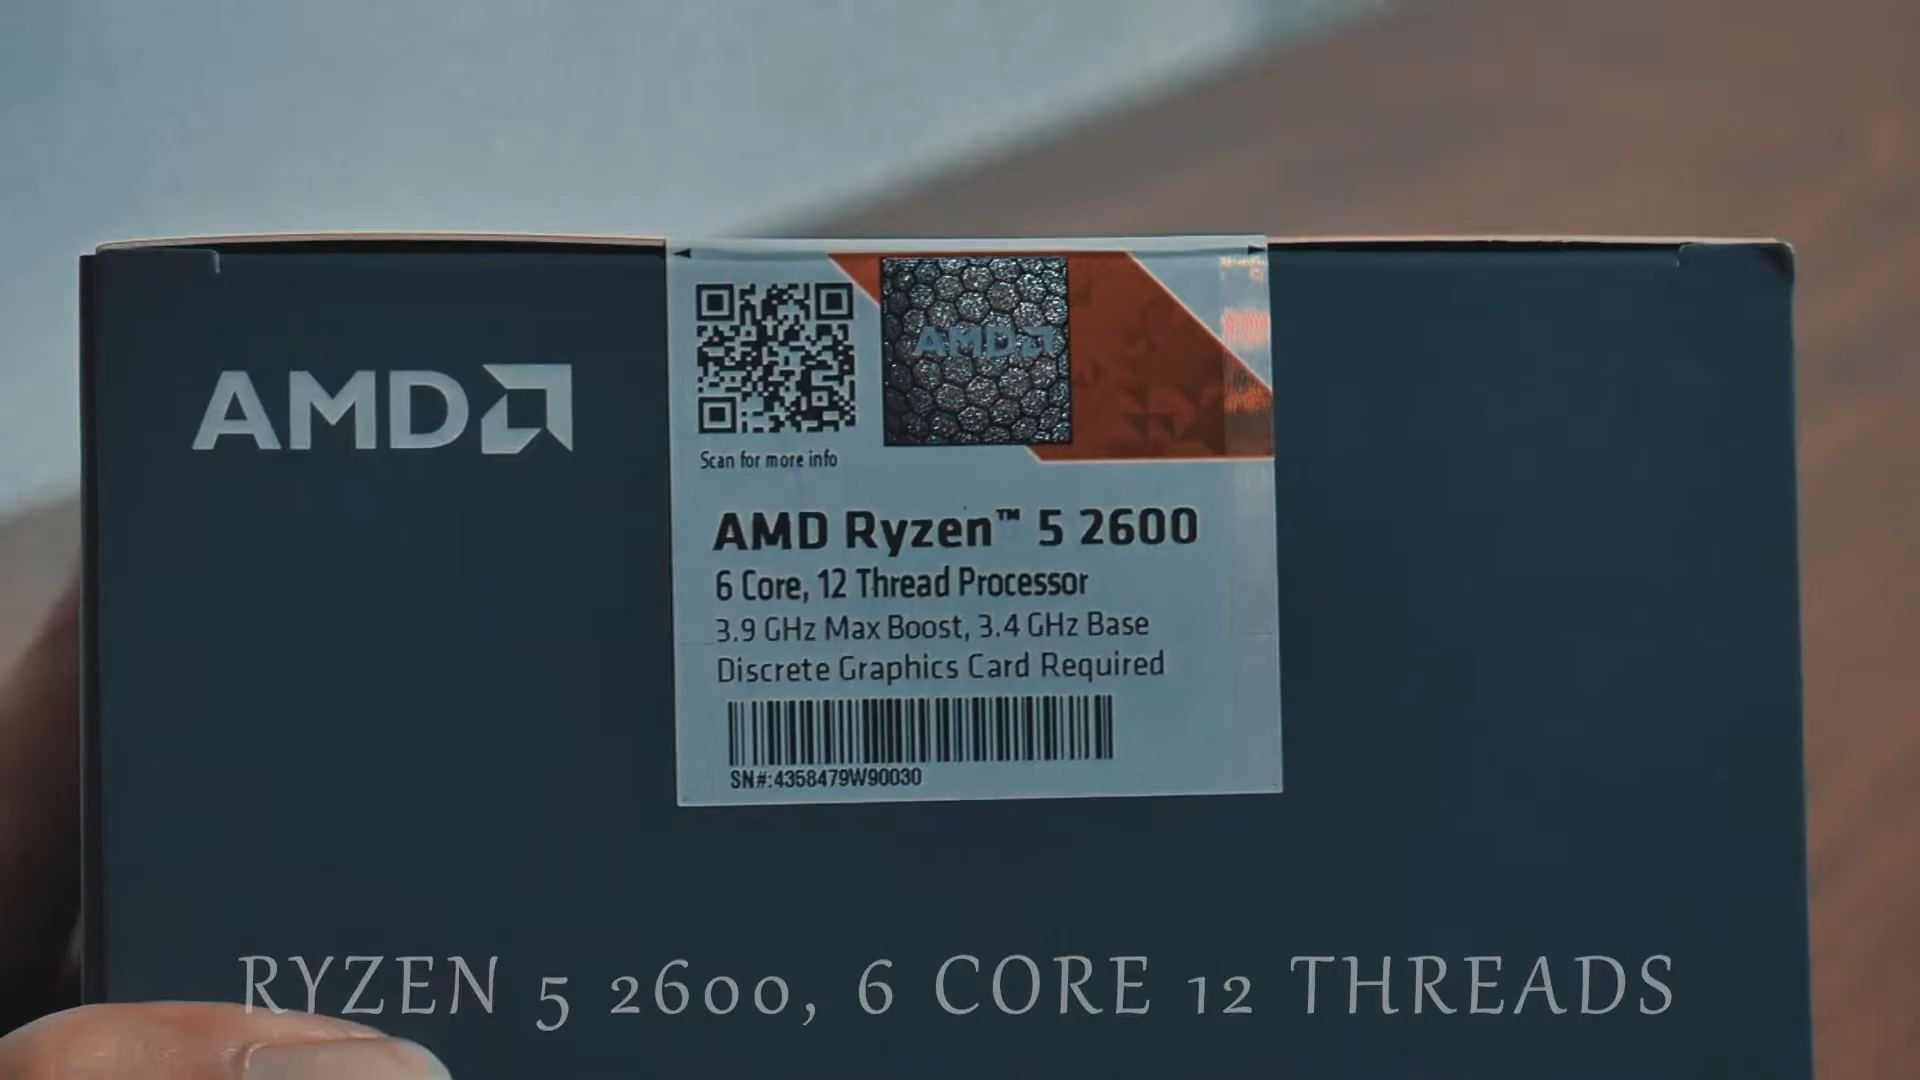 AMD
AMD
Scan for more info
AMD Ryzen™ 5 2600
6 Core, 12 Thread Processor
3.9 GHz Max Boost, 3.4 GHz Base
Discrete Graphics Card Required
SN#:4358479W90030
RYZEN 5 2600, 6 CORE 12 THREADS